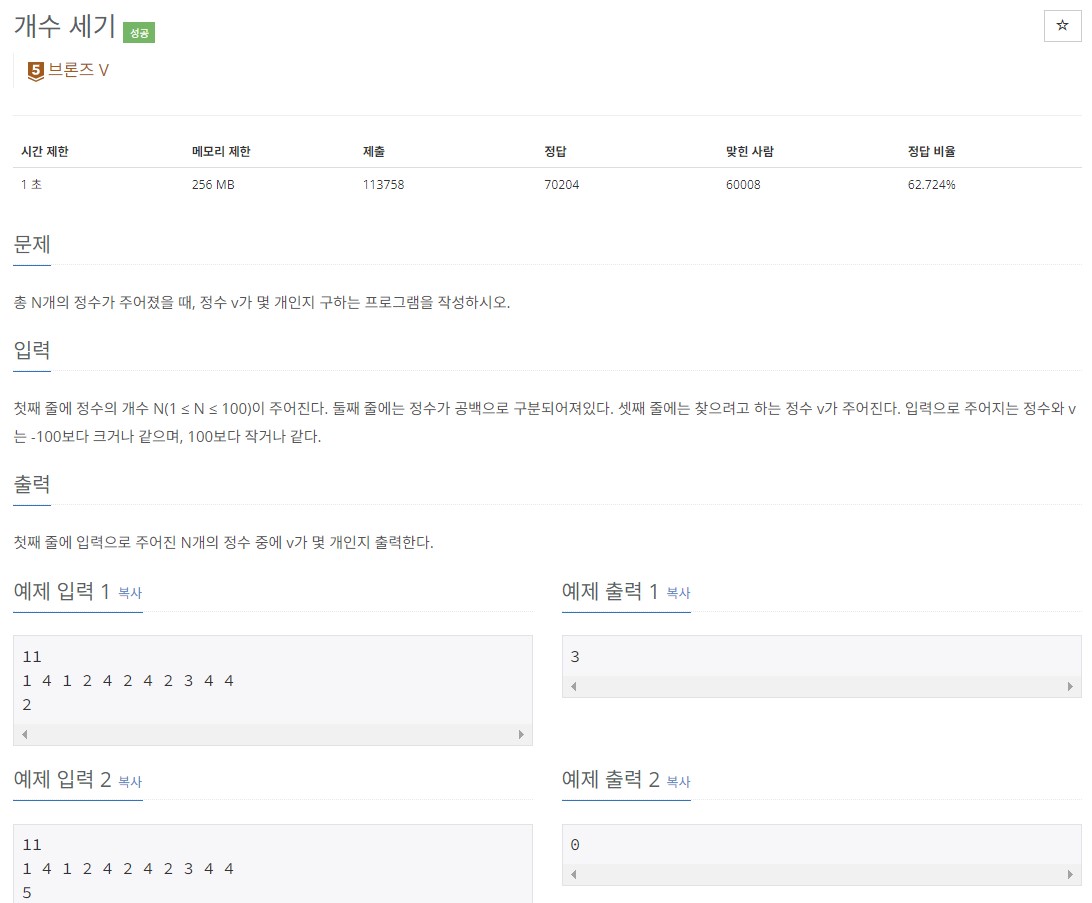 개수 세기 성공
☆
5 브론즈 V
시간 제한 메모리 제한 제출 정답 맞힌 사람 정답 비율
1 초 256 MB 113758 70204 60008 62.724%
문제
총 N개의 정수가 주어졌을 때, 정수 v가 몇 개인지 구하는 프로그램을 작성하시오.
입력
첫째 줄에 정수의 개수 N(1 ≤ N ≤ 100)이 주어진다. 둘째 줄에는 정수가 공백으로 구분되어져있다. 셋째 줄에는 찾으려고 하는 정수 v가 주어진다. 입력으로 주어지는 정수와 v
는 -100보다 크거나 같으며, 100보다 작거나 같다.
출력
첫째 줄에 입력으로 주어진 N개의 정수 중에 v가 몇 개인지 출력한다.
예제 입력 1 복사
11
1 4 1 2 4 2 4 2 3 4 4
2
예제 출력 1 복사
3
예제 입력 2 복사
11
1 4 1 2 4 2 4 2 3 4 4
5
예제 출력 2 복사
0